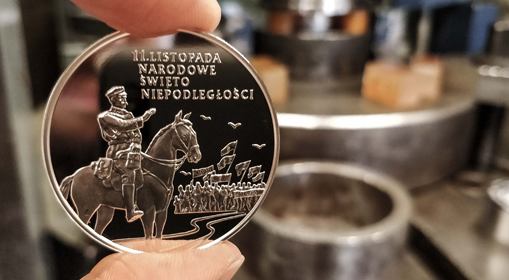 11.LISTOPADA
NARODOWE
ŚWIĘTO
NIEPODLEGŁOŚCI